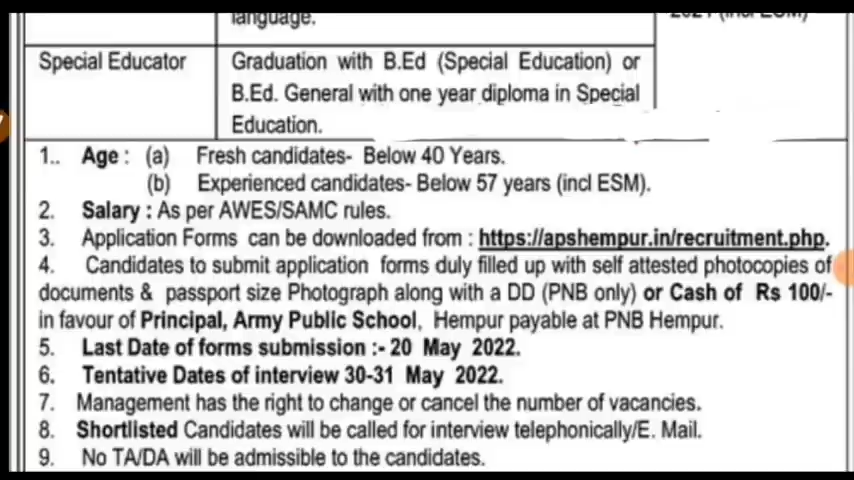 language.
2021 (incl ESM)
Special Educator
Graduation with B.Ed (Special Education) or
B.Ed. General with one year diploma in Special
Education.
1.. Age : (a) Fresh candidates- Below 40 Years.
(b) Experienced candidates- Below 57 years (incl ESM).
2. Salary : As per AWES/SAMC rules.
3. Application Forms can be downloaded from : https://apshempur.in/recruitment.php.
4. Candidates to submit application forms duly filled up with self attested photocopies of
documents & passport size Photograph along with a DD (PNB only) or Cash of Rs 100/-
in favour of Principal, Army Public School, Hempur payable at PNB Hempur.
5. Last Date of forms submission :- 20 May 2022.
6. Tentative Dates of interview 30-31 May 2022.
7. Management has the right to change or cancel the number of vacancies.
8. Shortlisted Candidates will be called for interview telephonically/E. Mail.
9. No TA/DA will be admissible to the candidates.